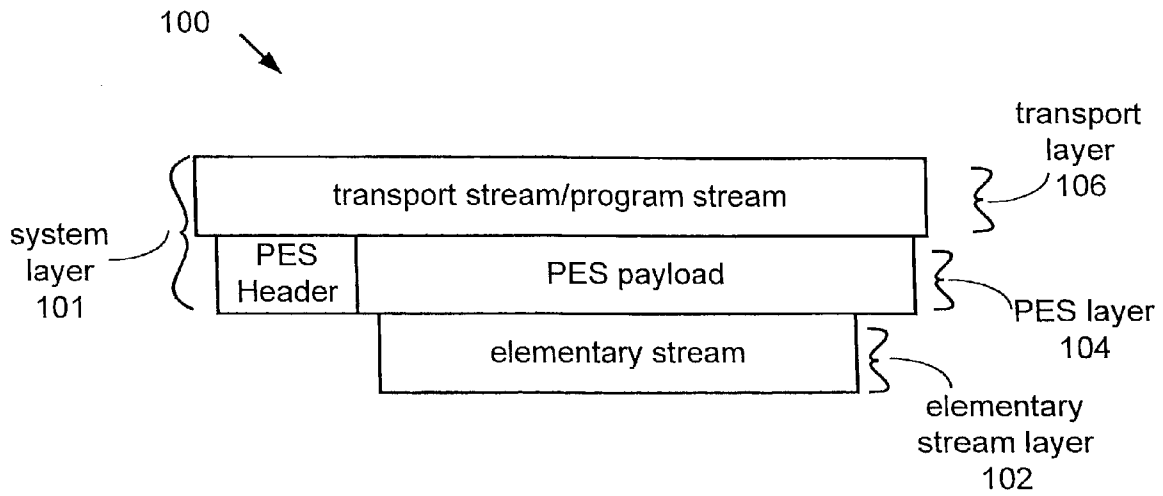 100
transport
layer
106
transport stream/program stream
system
layer
101
PES
Header
PES payload
PES layer
104
elementary stream
elementary
stream layer
102